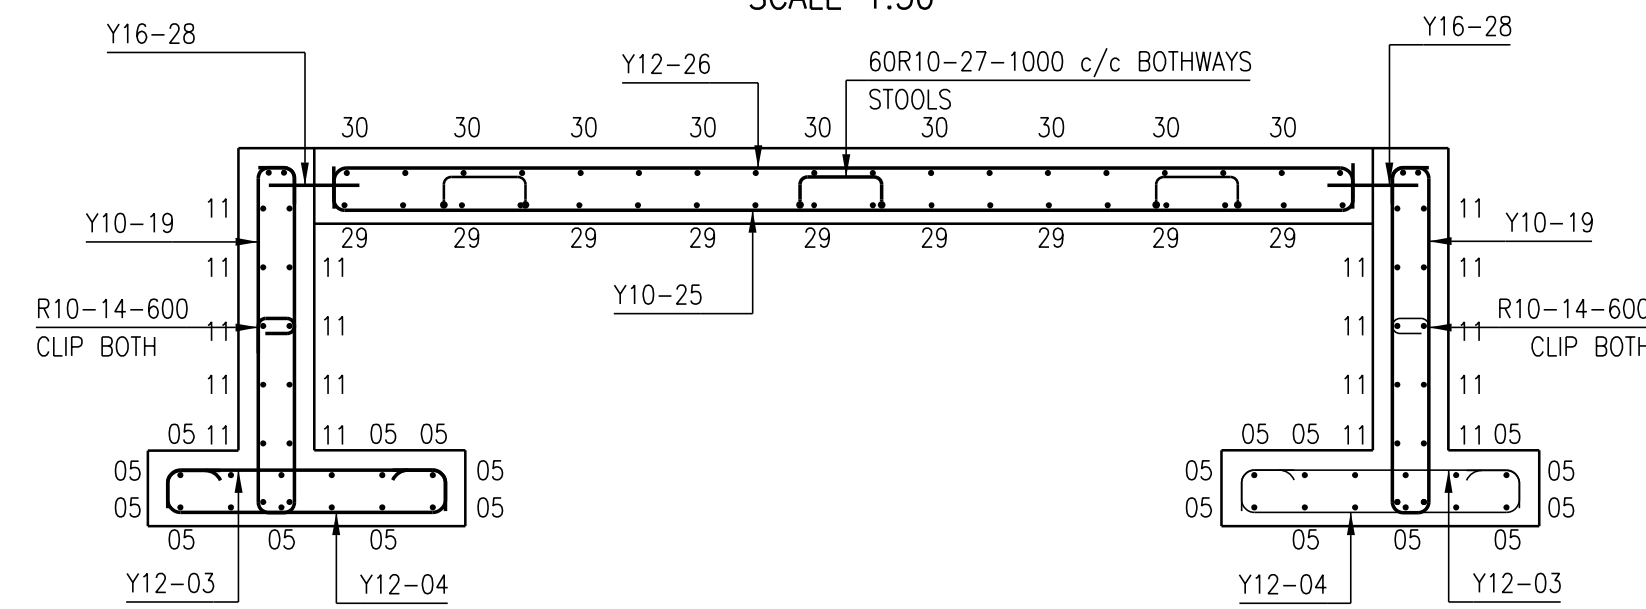 SCALE 1:50
Y16-28
Y16-28
Y12-26
60R10-27-1000 c/c BOTHWAYS
STOOLS
30 30 30 30 30 30 30 30 30
11 11
Y10-19 Y10-19
29 29 29 29 29 29 29 29 29
11 11 11 11
Y10-25
R10-14-600 R10-14-600
11 11 11 11
CLIP BOTH CLIP BOTH
11 11 11 11
05 11 11 05 05 05 05 11 11 05
05 05 05 05
05 05 05 05
05 05 05 05 05 05
Y12-03 Y12-04 Y12-04 Y12-03